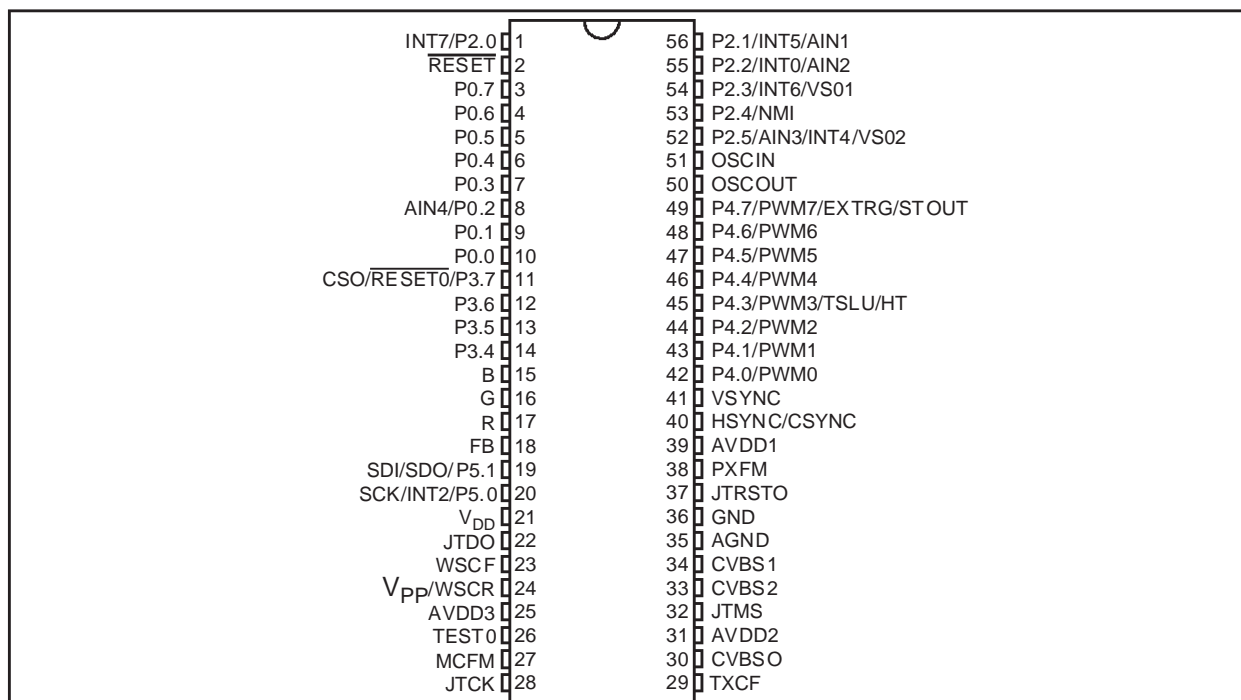 INT7/P2.0 1 56 P2.1/INT5/AIN1
RESET 2 55 P2.2/INT0/AIN2
P0.7 3 54 P2.3/INT6/VS01
P0.6 4 53 P2.4/NMI
P0.5 5 52 P2.5/AIN3/INT4/VS02
P0.4 6 51 OSCIN
P0.3 7 50 OSCOUT
AIN4/P0.2 8 49 P4.7/PWM7/EXTRG/STOUT
P0.1 9 48 P4.6/PWM6
P0.0 10 47 P4.5/PWM5
CSO/RESET0/P3.7 11 46 P4.4/PWM4
P3.6 12 45 P4.3/PWM3/TSLU/HT
P3.5 13 44 P4.2/PWM2
P3.4 14 43 P4.1/PWM1
B 15 42 P4.0/PWM0
G 16 41 VSYNC
R 17 40 HSYNC/CSYNC
FB 18 39 AVDD1
SDI/SDO/P5.1 19 38 PXFM
SCK/INT2/P5.0 20 37 JTRSTO
VDD 21 36 GND
JTDO 22 35 AGND
WSCF 23 34 CVBS1
VPP/WSCR 24 33 CVBS2
AVDD3 25 32 JTMS
TEST0 26 31 AVDD2
MCFM 27 30 CVBSO
JTCK 28 29 TXCF